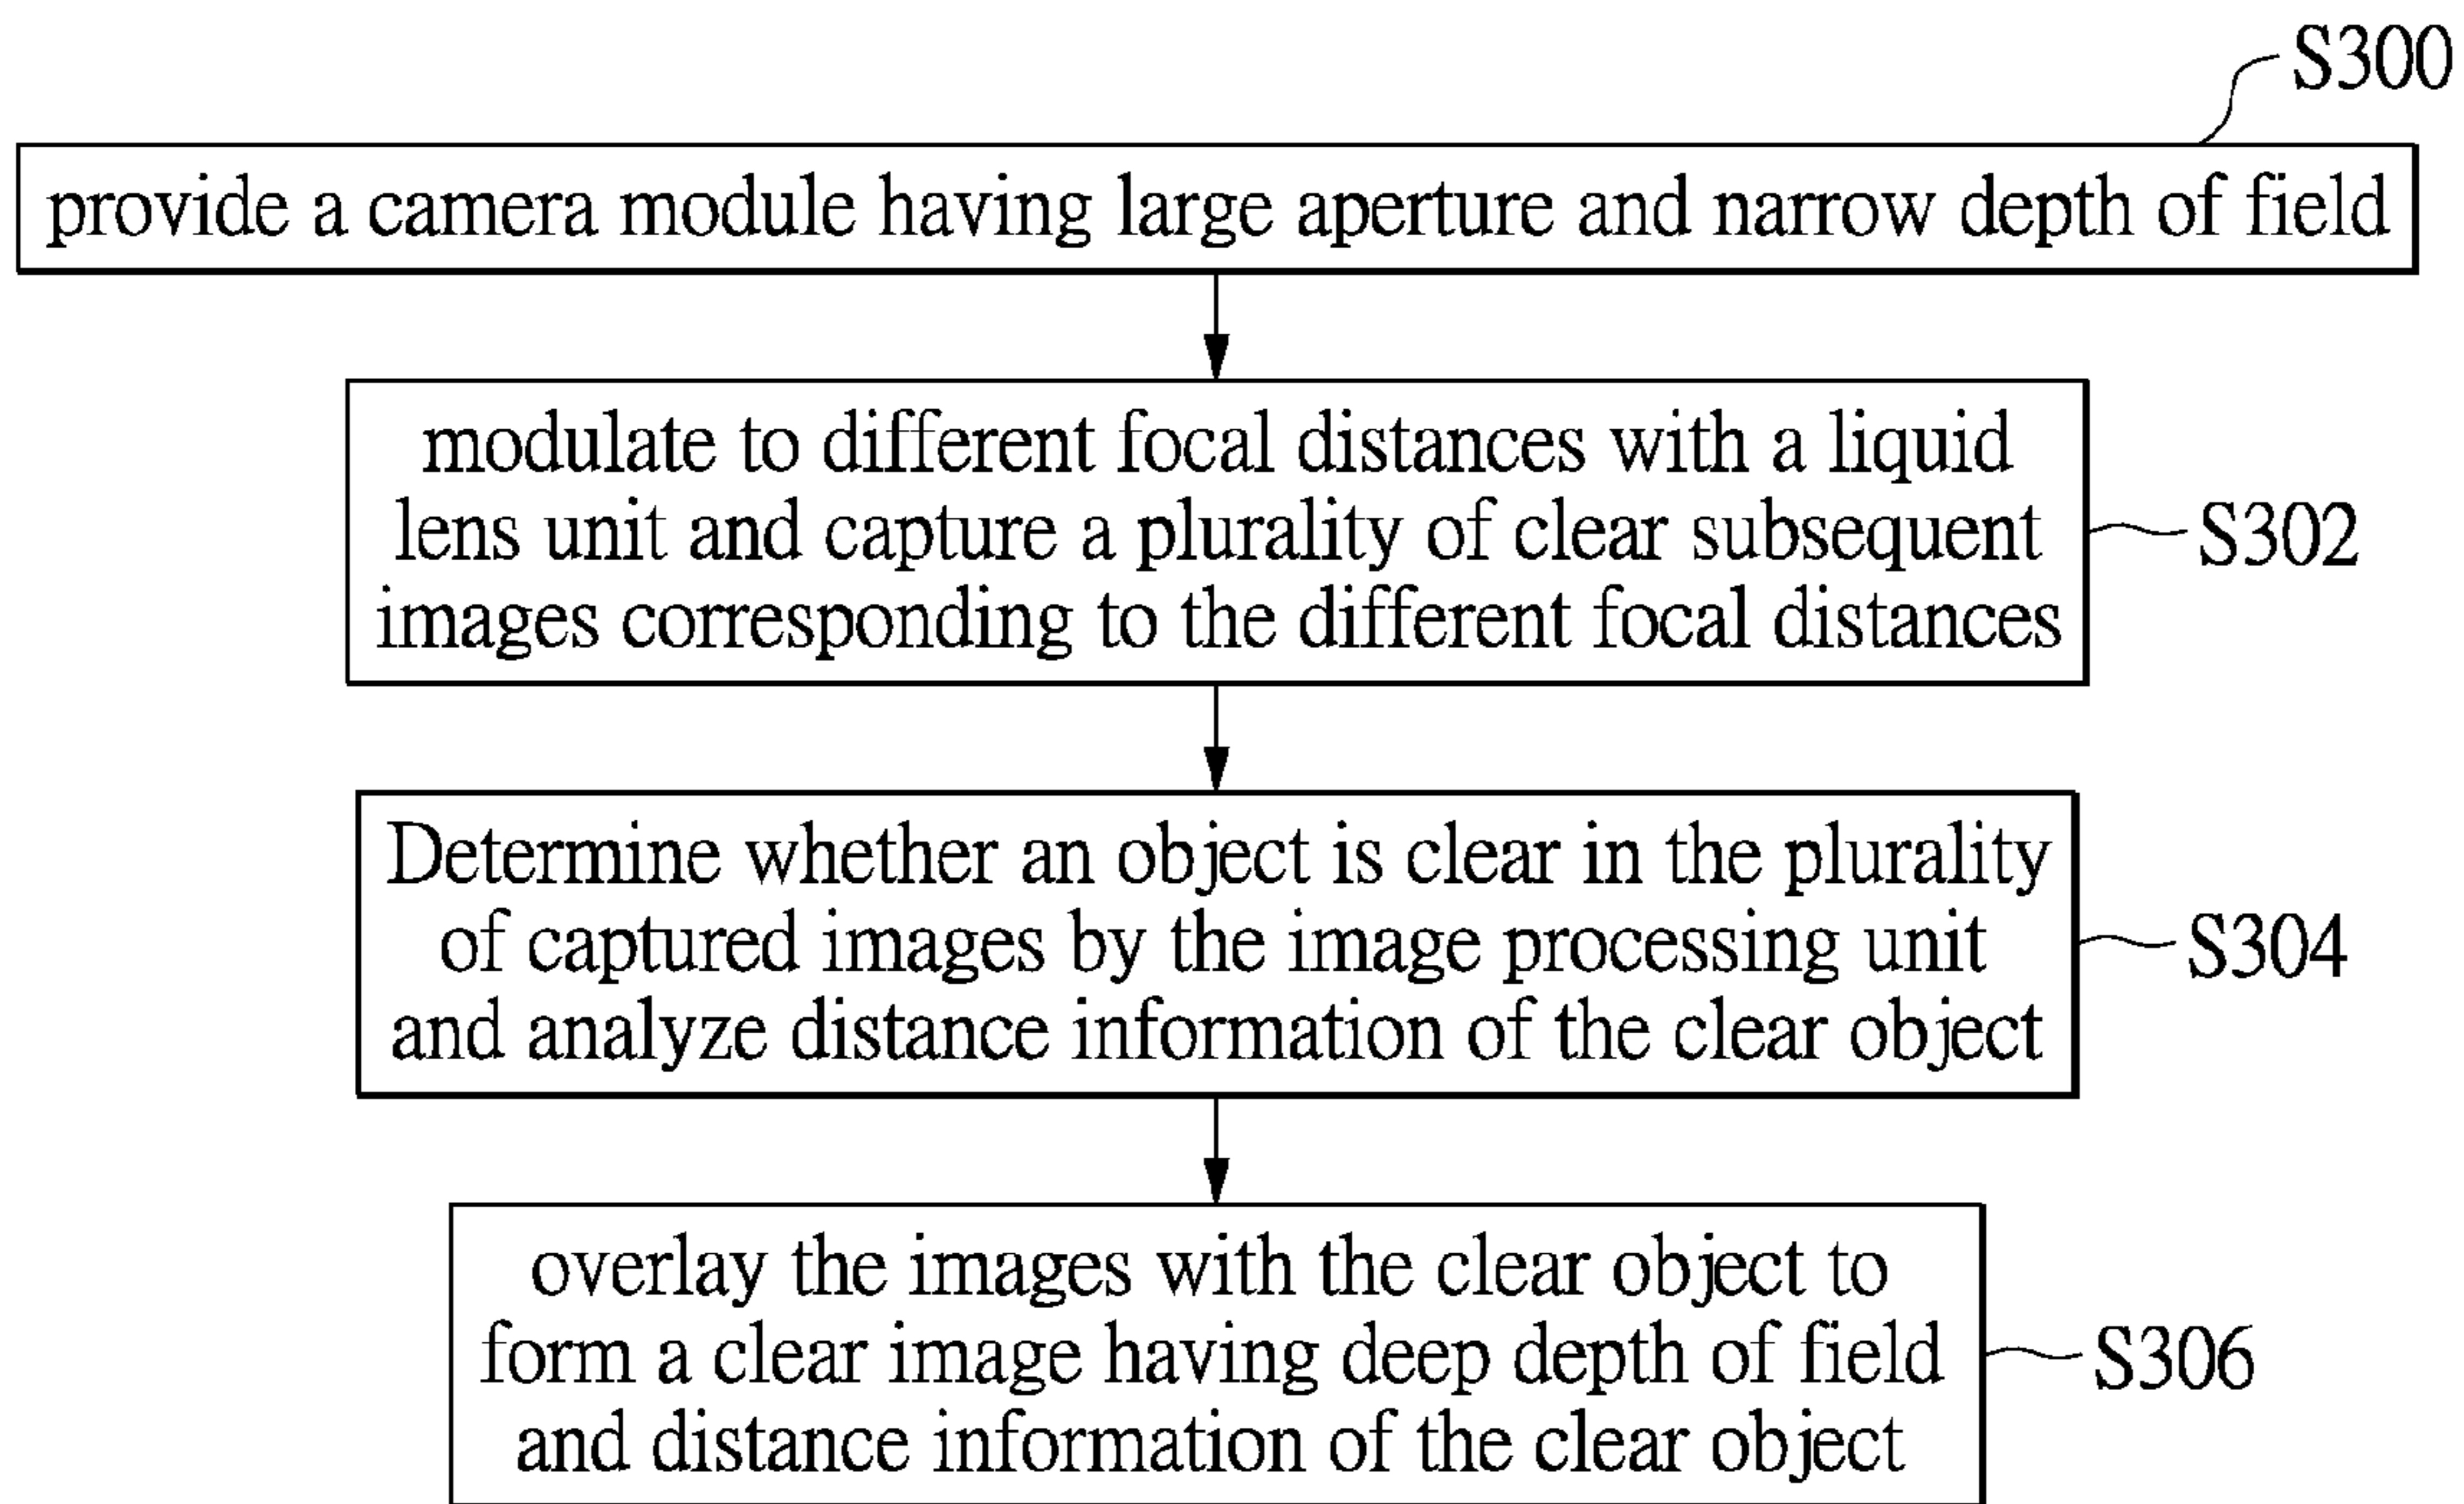 S300
provide a camera module having large aperture and narrow depth of field
modulate to different focal distances with a liquid
lens unit and capture a plurality of clear subsequent
images corresponding to the different focal distances
S302
Determine whether an object is clear in the plurality
of captured images by the image processing unit
and analyze distance information of the clear object
S304
overlay the images with the clear object to
form a clear image having deep depth of field
and distance information of the clear object
S306